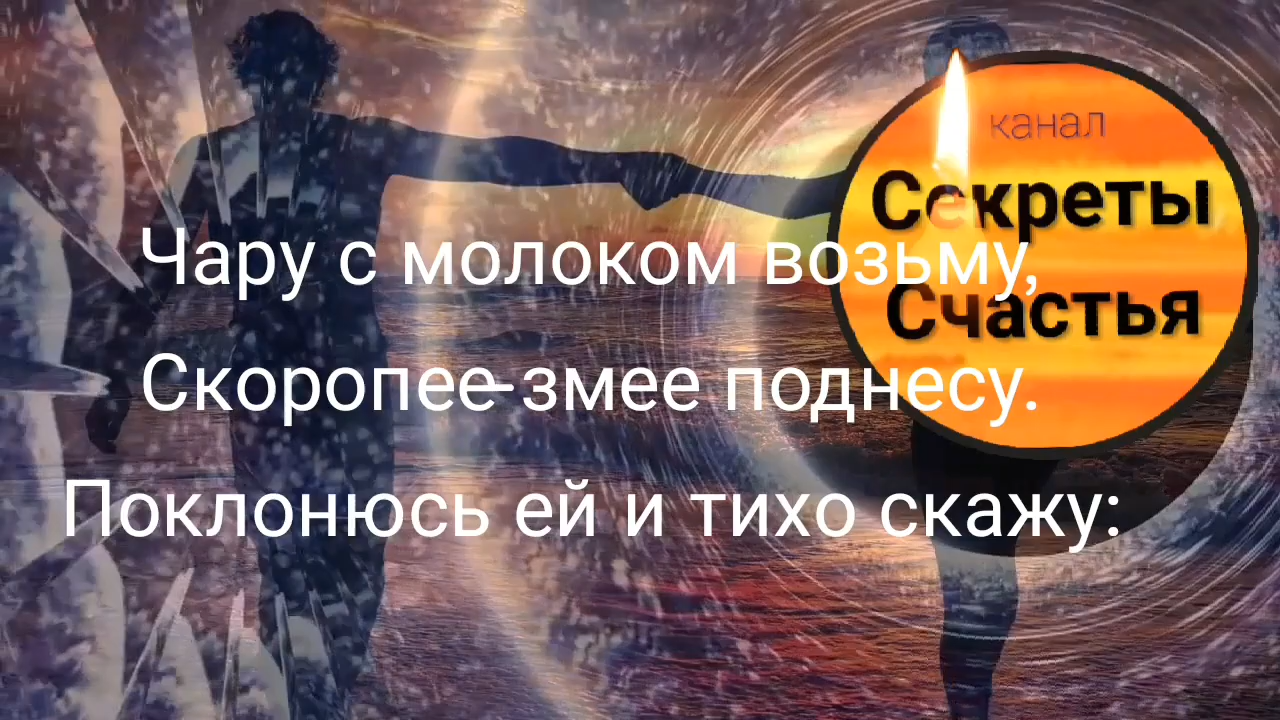 канал
Секреты
Счастья
Чару с молоком возьму,
Скоропее-змее поднесу.
Поклонюсь ей и тихо скажу: